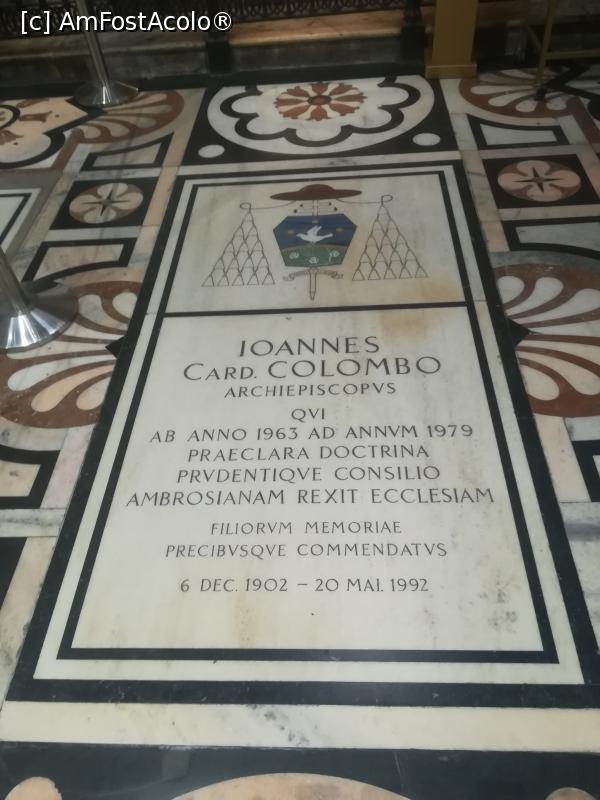 [c] AmFostAcolo®
IOANNES
CARD. COLOMBO
ARCHIEPISCOPVS
QVI
AB ANNO 1963 AD ANNVM 1979
PRAECLARA DOCTRINA
PRVDENTIQVE CONSILIO
AMBROSIANAM REXIT ECCLESIAM
FILIORVM MEMORIAE
PRECIBVSQVE COMMENDATVS
6 DEC. 1902 – 20 MAI. 1992